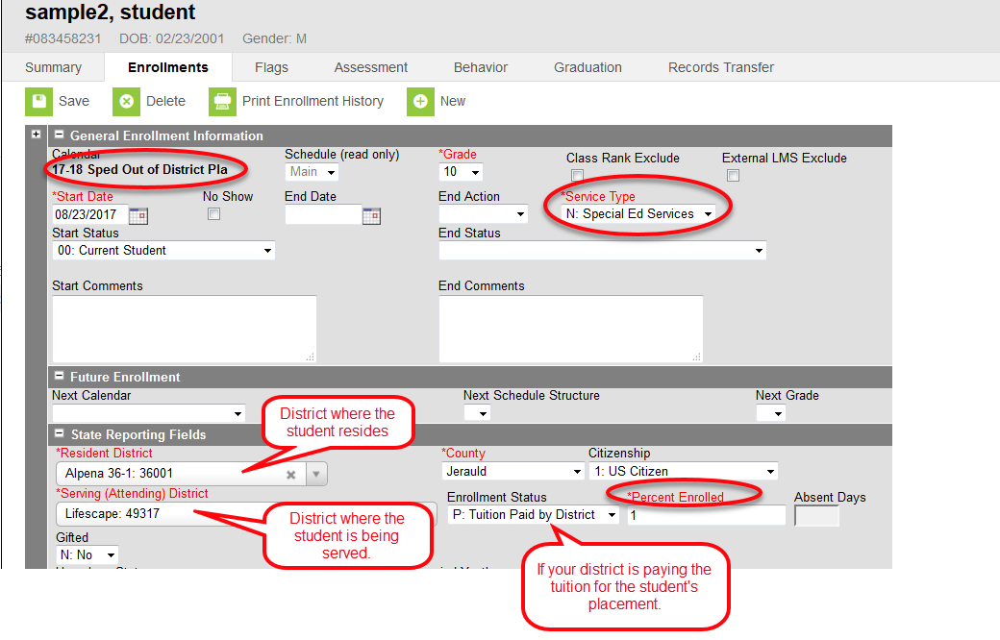 sample2, student
#083458231 DOB: 02/23/2001 Gender: M
Summary Enrollments Flags Assessment Behavior Graduation Records Transfer
Save Delete Print Enrollment History New
General Enrollment Information
Calendar Schedule (read only) *Grade Class Rank Exclude External LMS Exclude
17-18 Sped Out of District Pla Main 10
*Start Date No Show End Date End Action *Service Type
08/23/2017 N: Special Ed Services
Start Status End Status
00: Current Student
Start Comments End Comments
Future Enrollment
Next Calendar Next Schedule Structure Next Grade
District where the
student resides
State Reporting Fields
*Resident District *County Citizenship
Alpena 36-1: 36001 Jerauld 1: US Citizen
*Serving (Attending) District Enrollment Status *Percent Enrolled Absent Days
Lifescape: 49317 P: Tuition Paid by District 1
District where the
student is being
served.
Gifted
N: No
If your district is paying the
tuition for the student's
placement.